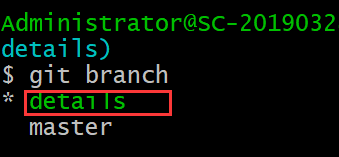 Administrator@SC-2019032
details)
$ git branch
* details
master